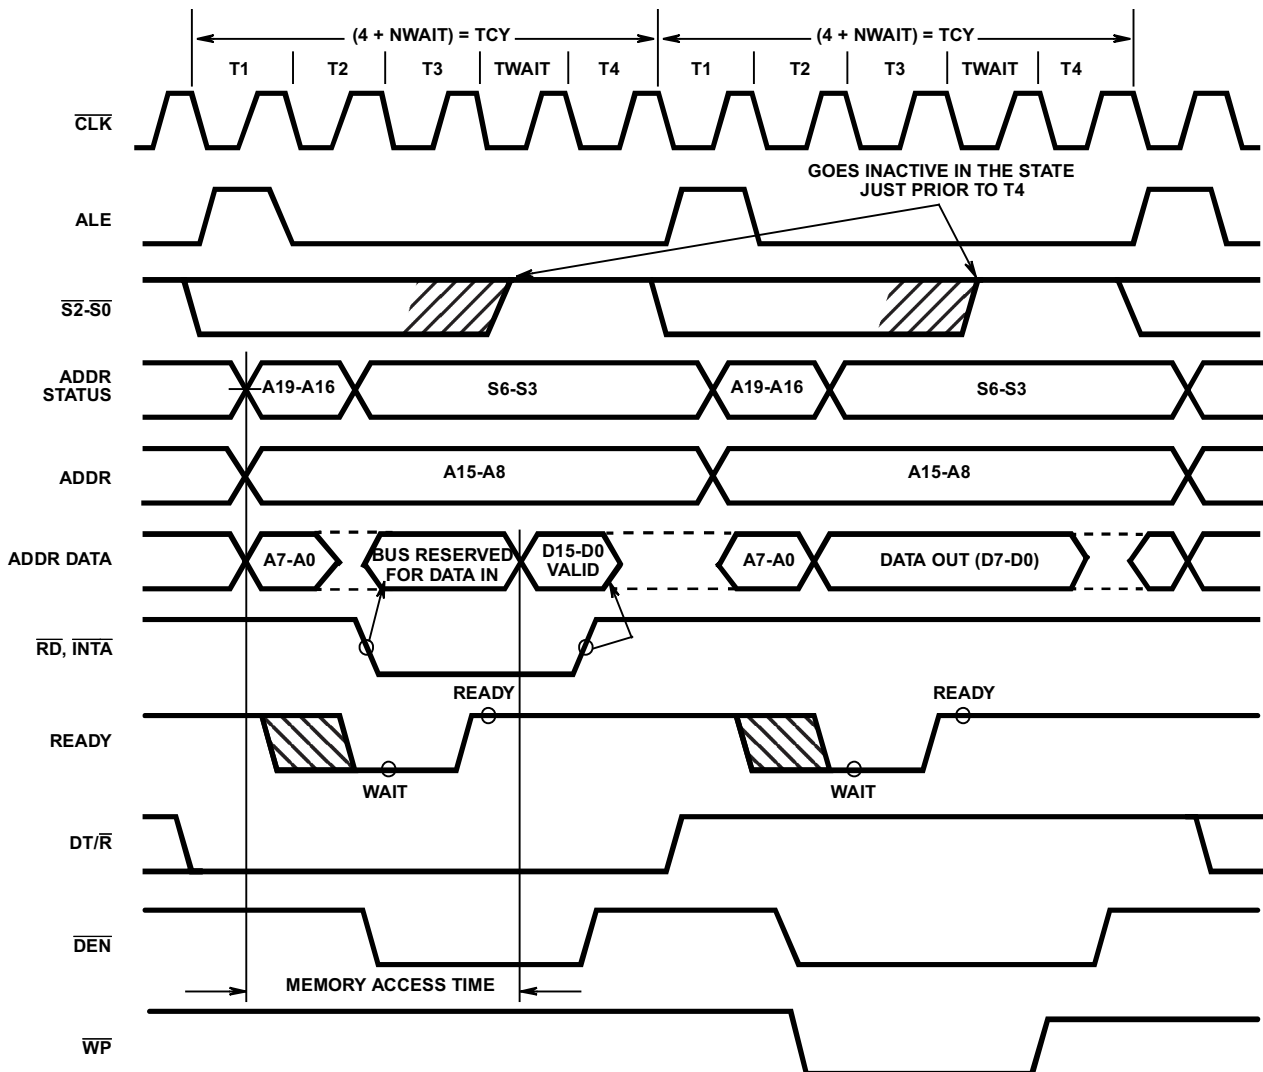 (4 + NWAIT) = TCY (4 + NWAIT) = TCY
T1 T2 T3 TWAIT T4 T1 T2 T3 TWAIT T4
CLK
GOES INACTIVE IN THE STATE
JUST PRIOR TO T4
ALE
S2-S0
ADDR
STATUS
A19-A16 S6-S3 A19-A16 S6-S3
ADDR A15-A8 A15-A8
ADDR DATA A7-A0
BUS RESERVED
FOR DATA IN
D15-D0
VALID
A7-A0 DATA OUT (D7-D0)
RD, INTA
READY READY
READY
WAIT WAIT
DT/R
DEN
MEMORY ACCESS TIME
WP